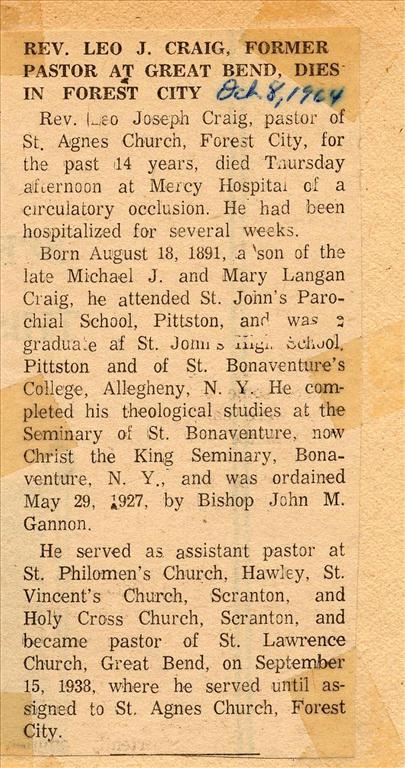 REV. LEO J. CRAIG, FORMER
PASTOR AT GREAT BEND, DIES
IN FOREST CITY Oct. 8, 1964
Rev. Leo Joseph Craig, pastor of
St. Agnes Church, Forest City, for
the past 14 years, died Thursday
afternoon at Mercy Hospital of a
circulatory occlusion. He had been
hospitalized for several weeks.
Born August 18, 1891, a son of the
late Michael J. and Mary Langan
Craig, he attended St. John's Paro-
chial School, Pittston, and was a
graduate af St. John's High School,
Pittston and of St. Bonaventure's
College, Allegheny, N. Y. He com-
pleted his theological studies at the
Seminary of St. Bonaventure, now
Christ the King Seminary, Bona-
venture, N. Y., and was ordained
May 29, 1927, by Bishop John M.
Gannon.
He served as assistant pastor at
St. Philomen's Church, Hawley, St.
Vincent's Church, Scranton, and
Holy Cross Church, Scranton, and
became pastor of St. Lawrence
Church, Great Bend, on September
15, 1938, where he served until as-
signed to St. Agnes Church, Forest
City.